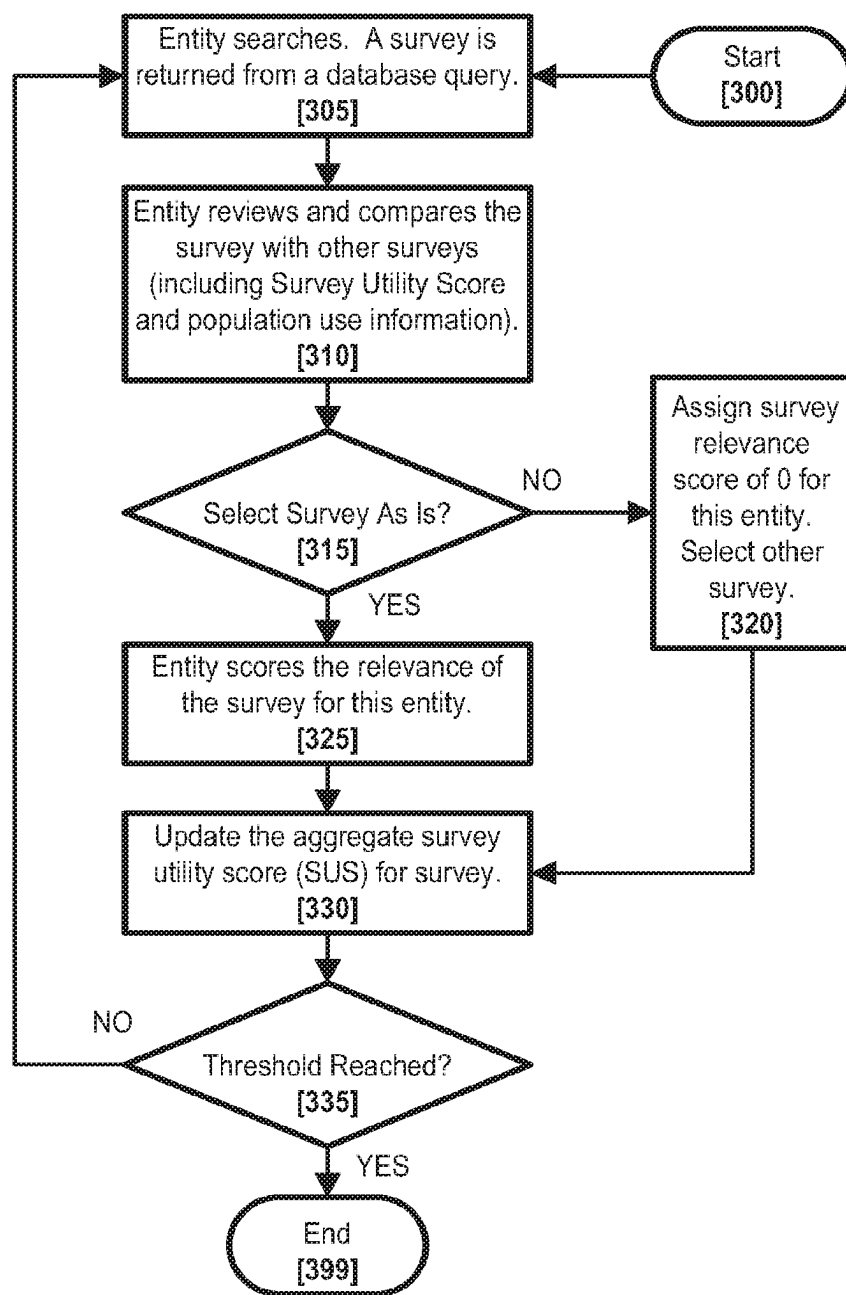 Start
[300]
Entity searches. A survey is
returned from a database query.
[305]
Entity reviews and compares the
survey with other surveys
(including Survey Utility Score
and population use information).
[310]
Select Survey As Is?
[315]
NO
Assign survey
relevance
score of 0 for
this entity.
Select other
survey.
[320]
YES
Entity scores the relevance of
the survey for this entity.
[325]
Update the aggregate survey
utility score (SUS) for survey.
[330]
NO
Threshold Reached?
[335]
YES
End
[399]